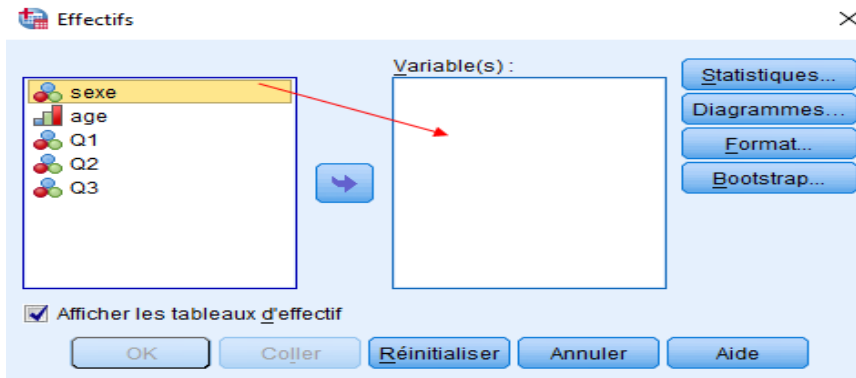 Effectifs
sexe
age
Q1
Q2
Q3
Variable(s) :
Statistiques...
Diagrammes...
Format...
Bootstrap...
Afficher les tableaux d'effectif
OK
Coller
Réinitialiser
Annuler
Aide